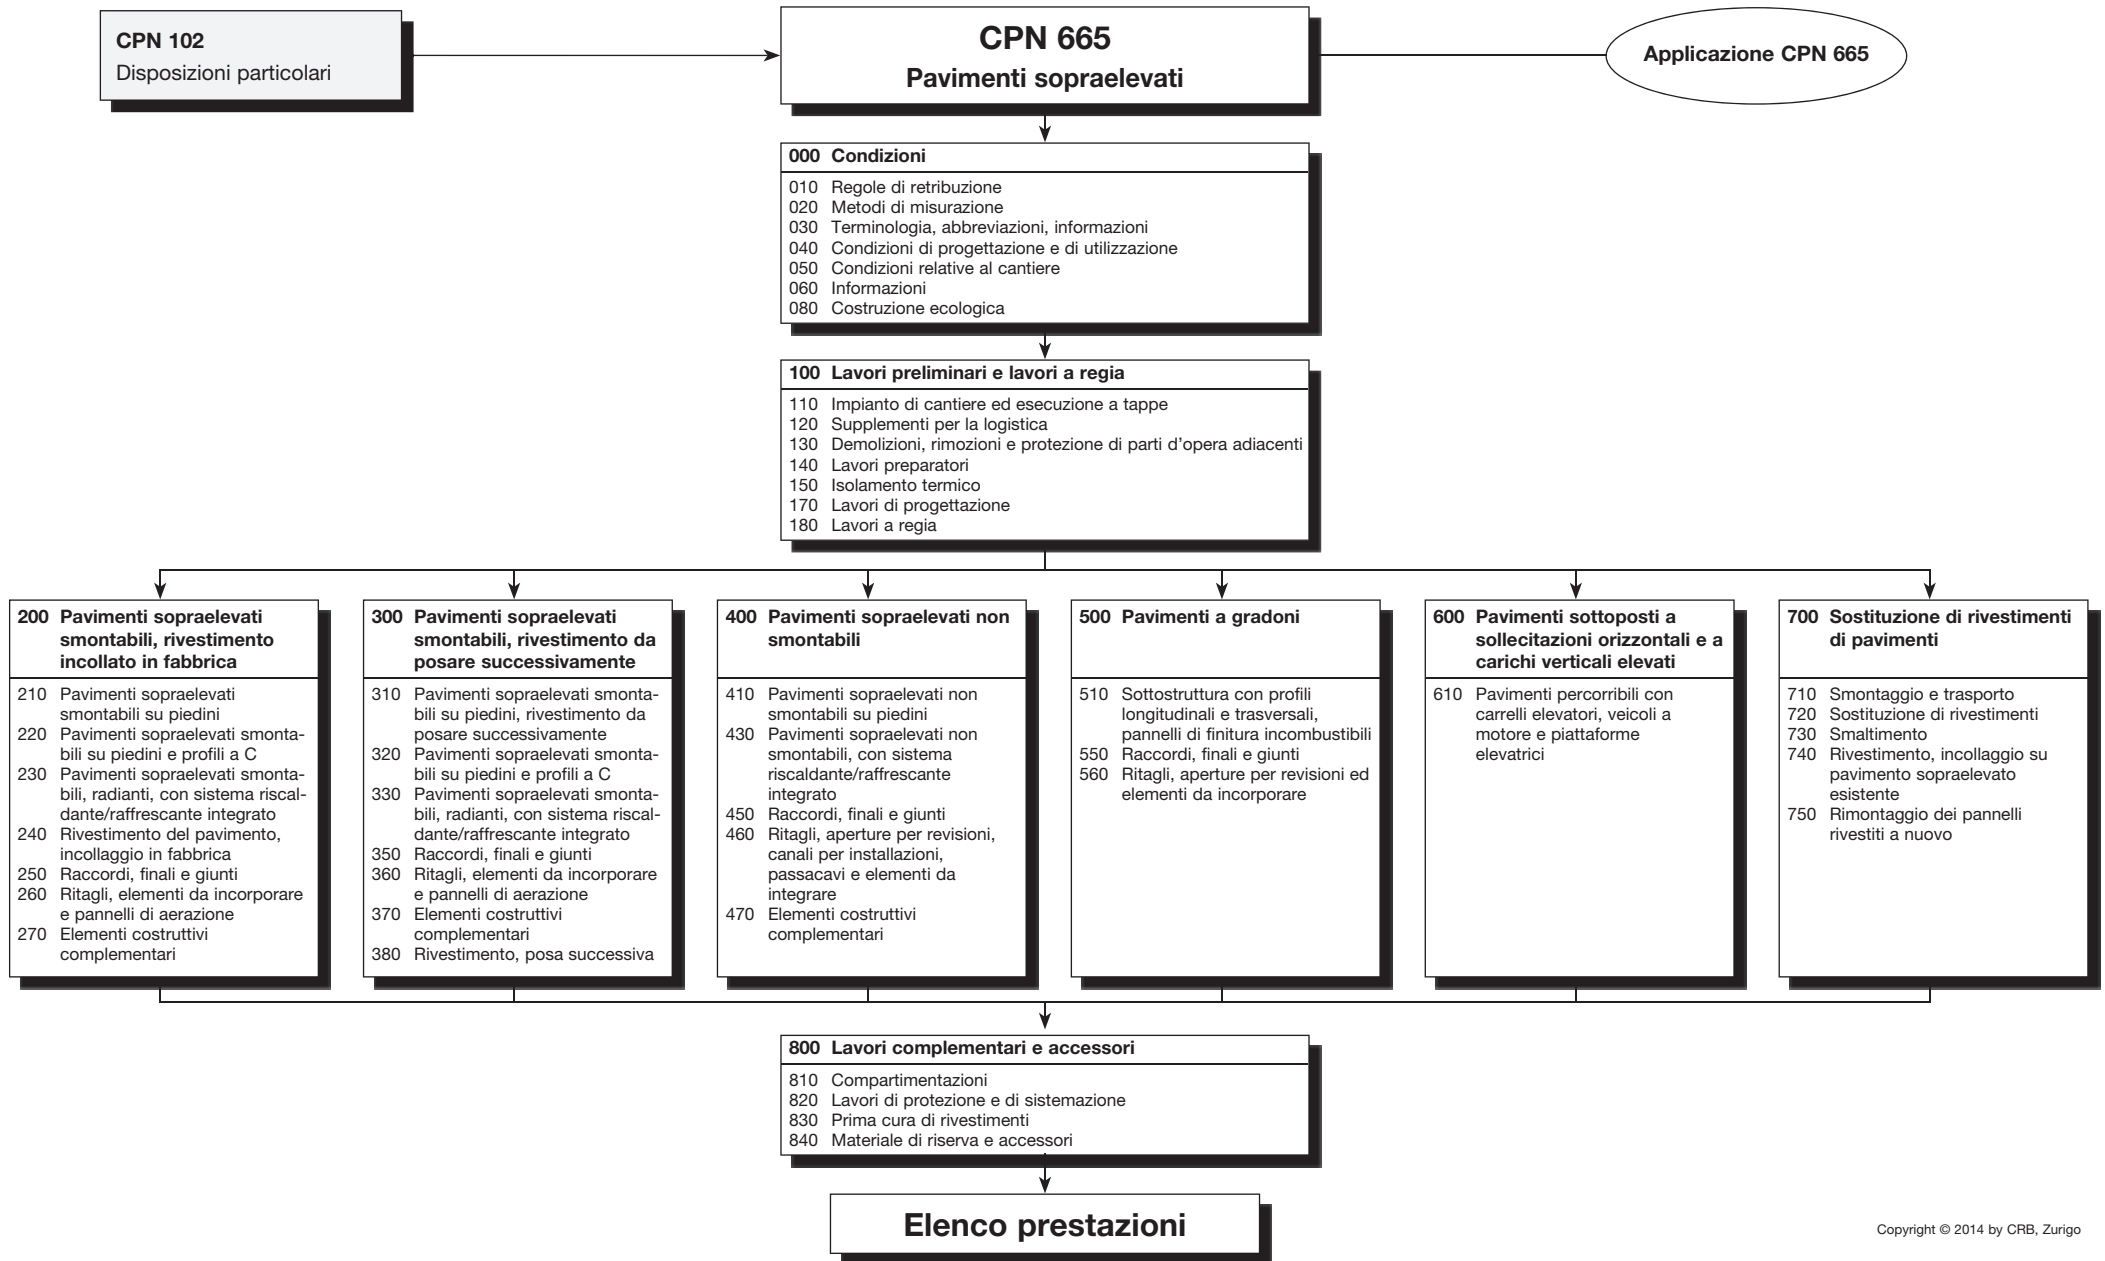 CPN 102
Disposizioni particolari
CPN 665
Pavimenti sopraelevati
Applicazione CPN 665
000 Condizioni
010 Regole di retribuzione
020 Metodi di misurazione
030 Terminologia, abbreviazioni, informazioni
040 Condizioni di progettazione e di utilizzazione
050 Condizioni relative al cantiere
060 Informazioni
080 Costruzione ecologica
100 Lavori preliminari e lavori a regia
110 Impianto di cantiere ed esecuzione a tappe
120 Supplementi per la logistica
130 Demolizioni, rimozioni e protezione di parti d'opera adiacenti
140 Lavori preparatori
150 Isolamento termico
170 Lavori di progettazione
180 Lavori a regia
200 Pavimenti sopraelevati
smontabili, rivestimento
incollato in fabbrica
210 Pavimenti sopraelevati
smontabili su piedini
220 Pavimenti sopraelevati smonta-
bili su piedini e profili a C
230 Pavimenti sopraelevati smonta-
bili, radianti, con sistema riscal-
dante/raffrescante integrato
240 Rivestimento del pavimento,
incollaggio in fabbrica
250 Raccordi, finali e giunti
260 Ritagli, elementi da incorporare
e pannelli di aerazione
270 Elementi costruttivi
complementari
300 Pavimenti sopraelevati
smontabili, rivestimento da
posare successivamente
310 Pavimenti sopraelevati smonta-
bili su piedini, rivestimento da
posare successivamente
320 Pavimenti sopraelevati smonta-
bili su piedini e profili a C
330 Pavimenti sopraelevati smonta-
bili, radianti, con sistema riscal-
dante/raffrescante integrato
350 Raccordi, finali e giunti
360 Ritagli, elementi da incorporare
e pannelli di aerazione
370 Elementi costruttivi
complementari
380 Rivestimento, posa successiva
400 Pavimenti sopraelevati non
smontabili
410 Pavimenti sopraelevati non
smontabili su piedini
430 Pavimenti sopraelevati non
smontabili, con sistema
riscaldante/raffrescante
integrato
450 Raccordi, finali e giunti
460 Ritagli, aperture per revisioni,
canali per installazioni,
passacavi e elementi da
integrare
470 Elementi costruttivi
complementari
500 Pavimenti a gradoni
510 Sottostruttura con profili
longitudinali e trasversali,
pannelli di finitura incombustibili
550 Raccordi, finali e giunti
560 Ritagli, aperture per revisioni ed
elementi da incorporare
600 Pavimenti sottoposti a
sollecitazioni orizzontali e a
carichi verticali elevati
610 Pavimenti percorribili con
carrelli elevatori, veicoli a
motore e piattaforme
elevatrici
700 Sostituzione di rivestimenti
di pavimenti
710 Smontaggio e trasporto
720 Sostituzione di rivestimenti
730 Smaltimento
740 Rivestimento, incollaggio su
pavimento sopraelevato
esistente
750 Rimontaggio dei pannelli
rivestiti a nuovo
800 Lavori complementari e accessori
810 Compartimentazioni
820 Lavori di protezione e di sistemazione
830 Prima cura di rivestimenti
840 Materiale di riserva e accessori
Elenco prestazioni
Copyright © 2014 by CRB, Zurigo